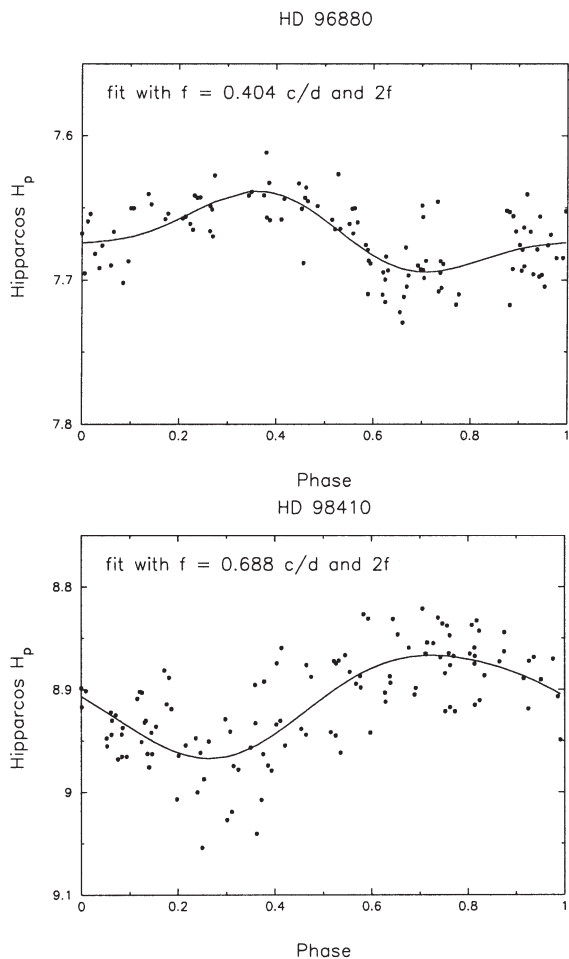 HD 96880
fit with f = 0.404 c/d and 2f
7.6
7.7
7.8
Hipparcos Hp
0 0.2 0.4 0.6 0.8 1
Phase
HD 98410
fit with f = 0.688 c/d and 2f
8.8
8.9
9
9.1
Hipparcos Hp
0 0.2 0.4 0.6 0.8 1
Phase